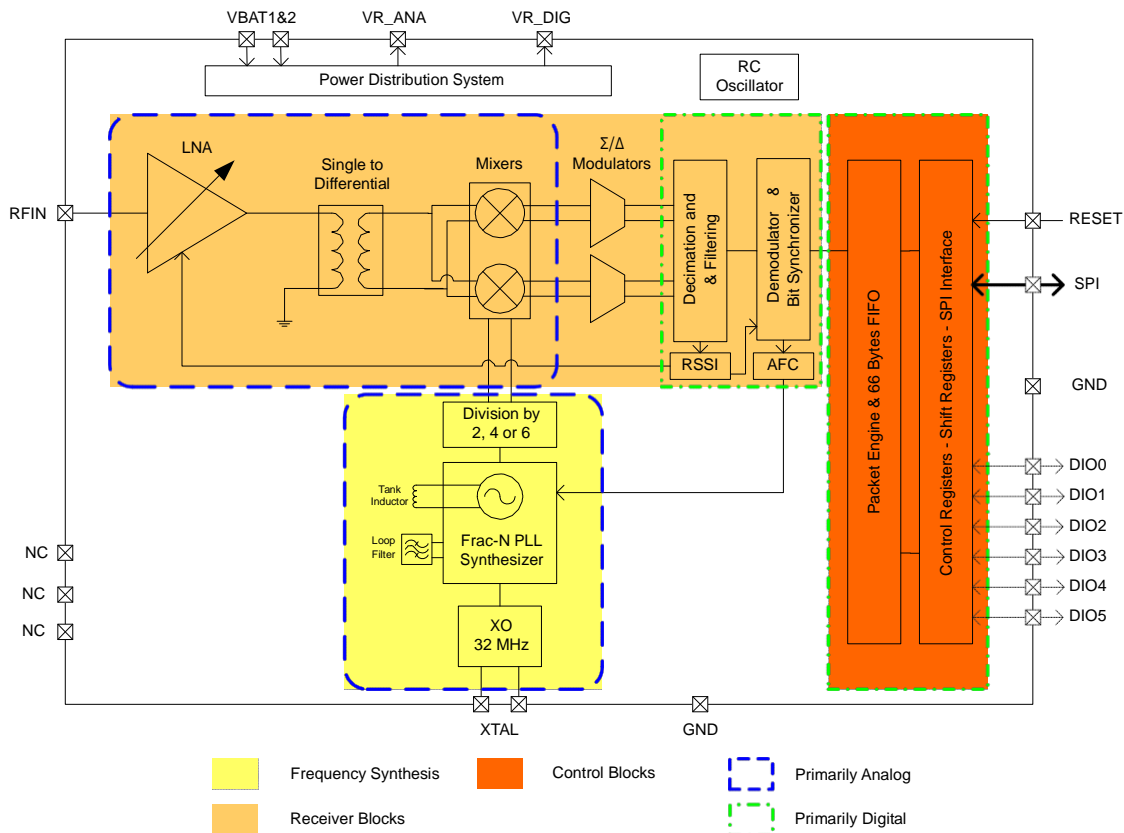 VBAT1&2
VR_ANA
VR_DIG
Power Distribution System
RC
Oscillator
LNA
Single to
Differential
Mixers
Σ/Δ
Modulators
RFIN
Decimation and
& Filtering
Demodulator &
Bit Synchronizer
RSSI
AFC
Packet Engine & 66 Bytes FIFO
Control Registers - Shift Registers - SPI Interface
RESET
SPI
GND
DIO0
DIO1
DIO2
DIO3
DIO4
DIO5
Division by
2, 4 or 6
Tank
Inductor
Loop
Filter
Frac-N PLL
Synthesizer
XO
32 MHz
NC
NC
NC
XTAL
GND
Frequency Synthesis
Control Blocks
Primarily Analog
Receiver Blocks
Primarily Digital